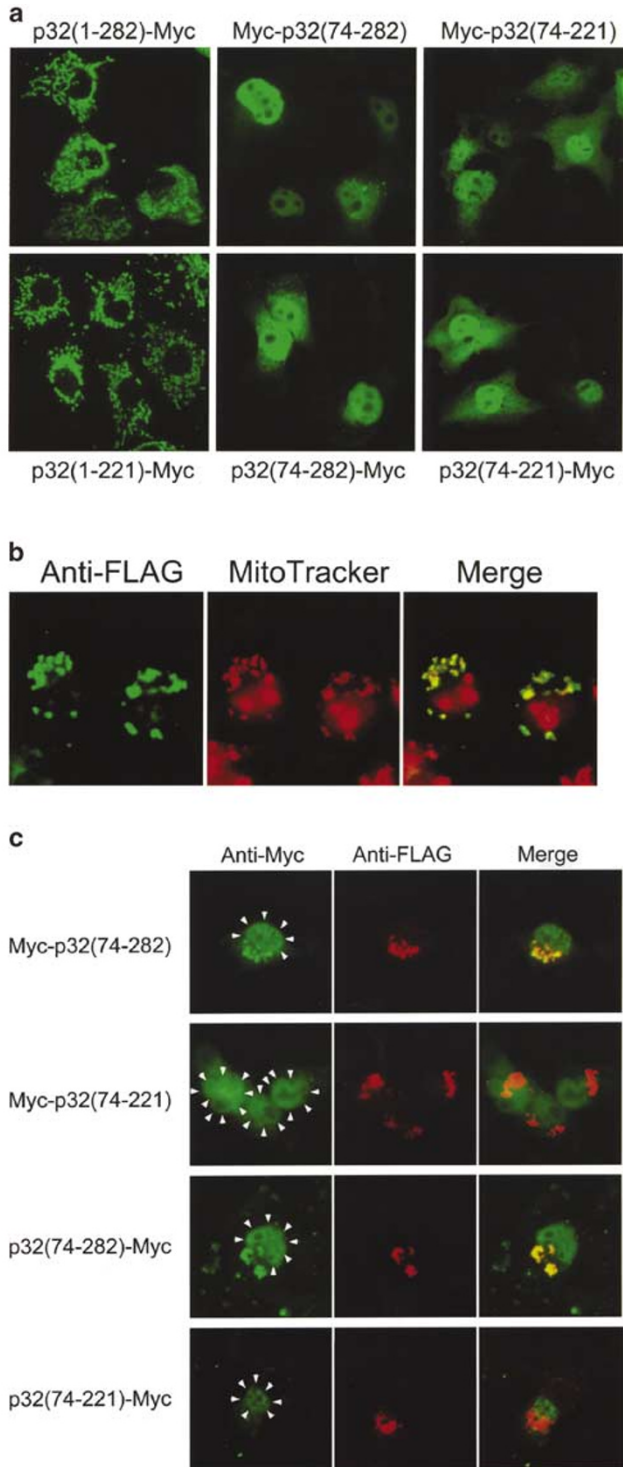 a
p32(1-282)-Myc Myc-p32(74-282) Myc-p32(74-221)
p32(1-221)-Myc p32(74-282)-Myc p32(74-221)-Myc
b
Anti-FLAG MitoTracker Merge
c
Anti-Myc Anti-FLAG Merge
Myc-p32(74-282)
Myc-p32(74-221)
p32(74-282)-Myc
p32(74-221)-Myc